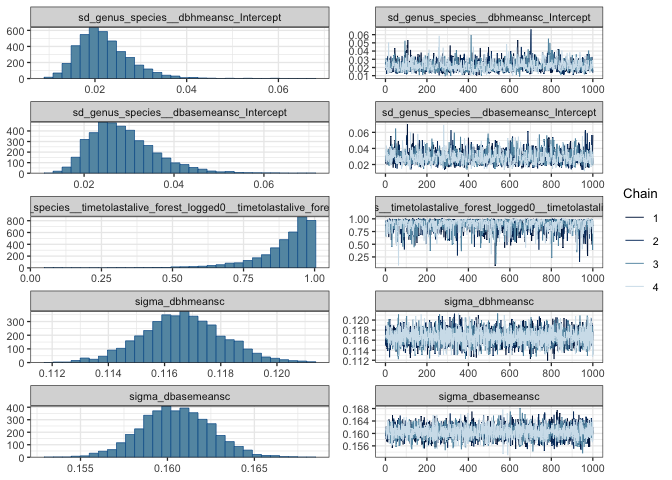 sd_genus_species__dbhmeansc_Intercept
600
400
200
0
0.02 0.04 0.06
sd_genus_species__dbhmeansc_Intercept
0.06
0.05
0.04
0.03
0.02
0.01
0 200 400 600 800 1000
sd_genus_species__dbasemeansc_Intercept
400
300
200
100
0
0.02 0.04 0.06
sd_genus_species__dbasemeansc_Intercept
0.06
0.04
0.02
0 200 400 600 800 1000
_species__timetolastalive_forest_logged0__timetolastalive_fore
800
600
400
200
0
0.00 0.25 0.50 0.75 1.00
s__timetolastalive_forest_logged0__timetolastali
1.00
0.75
0.50
0.25
0 200 400 600 800 1000
sigma_dbhmeansc
300
200
100
0
0.112 0.114 0.116 0.118 0.120
sigma_dbhmeansc
0.120
0.118
0.116
0.114
0.112
0 200 400 600 800 1000
sigma_dbasemeansc
400
300
200
100
0
0.155 0.160 0.165
sigma_dbasemeansc
0.168
0.164
0.160
0.156
0 200 400 600 800 1000
Chain
1
2
3
4